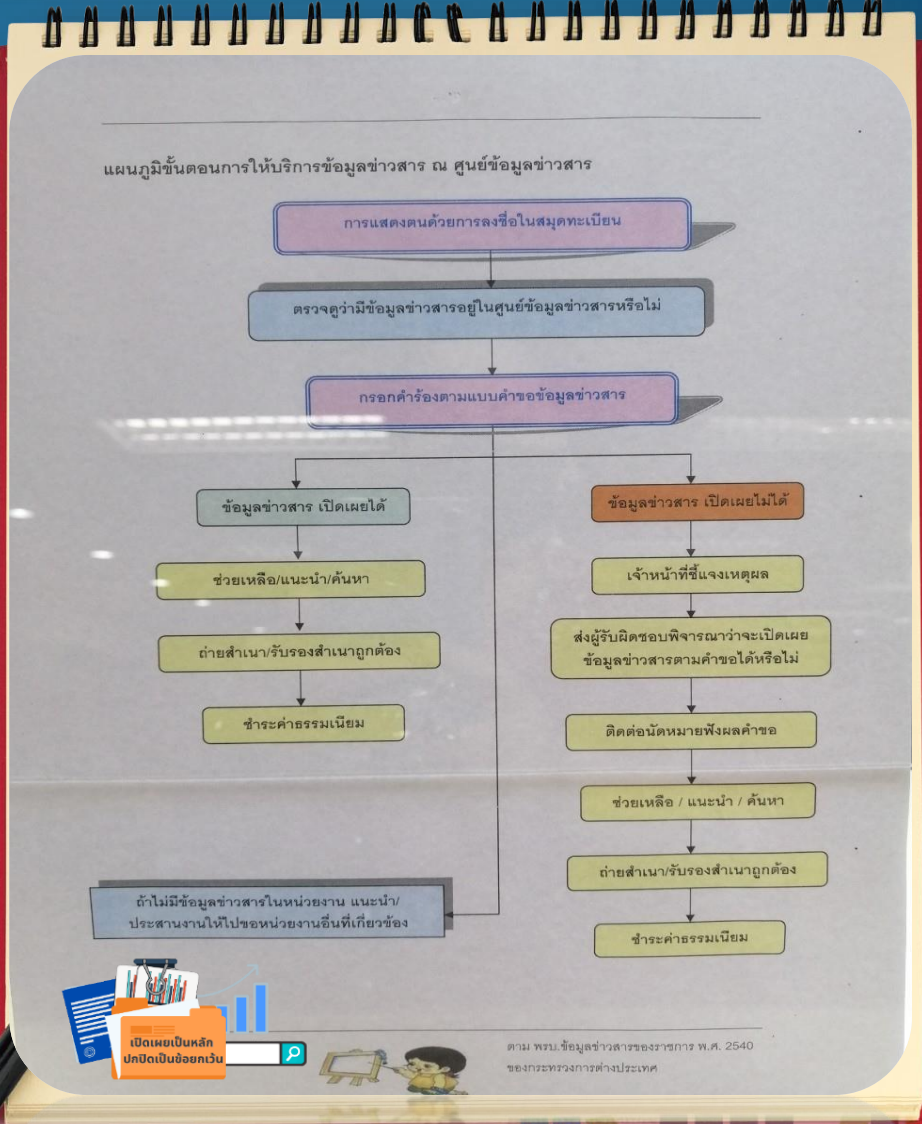 แผนภูมิขั้นตอนการให้บริการข้อมูลข่าวสาร ณ ศูนย์ข้อมูลข่าวสาร
การแสดงตนด้วยการลงชื่อในสมุดทะเบียน
ตรวจดูว่ามีข้อมูลข่าวสารอยู่ในศูนย์ข้อมูลข่าวสารหรือไม่
กรอกคำร้องตามแบบคำขอข้อมูลข่าวสาร
ข้อมูลข่าวสาร เปิดเผยได้
ช่วยเหลือ/แนะนำ/ค้นหา
ถ่ายสำเนา/รับรองสำเนาถูกต้อง
ชำระค่าธรรมเนียม
ข้อมูลข่าวสาร เปิดเผยไม่ได้
เจ้าหน้าที่ชี้แจงเหตุผล
ส่งผู้รับผิดชอบพิจารณาว่าจะเปิดเผย
ข้อมูลข่าวสารตามคำขอได้หรือไม่
ติดต่อนัดหมายฟังผลคำขอ
ช่วยเหลือ / แนะนำ / ค้นหา
ถ่ายสำเนา/รับรองสำเนาถูกต้อง
ชำระค่าธรรมเนียม
ถ้าไม่มีข้อมูลข่าวสารในหน่วยงาน แนะนำ/
ประสานงานให้ไปขอหน่วยงานอื่นที่เกี่ยวข้อง
เปิดเผยเป็นหลัก
ปกปิดเป็นข้อยกเว้น
ตาม พรบ.ข้อมูลข่าวสารของราชการ พ.ศ. 2540
ของกระทรวงการต่างประเทศ